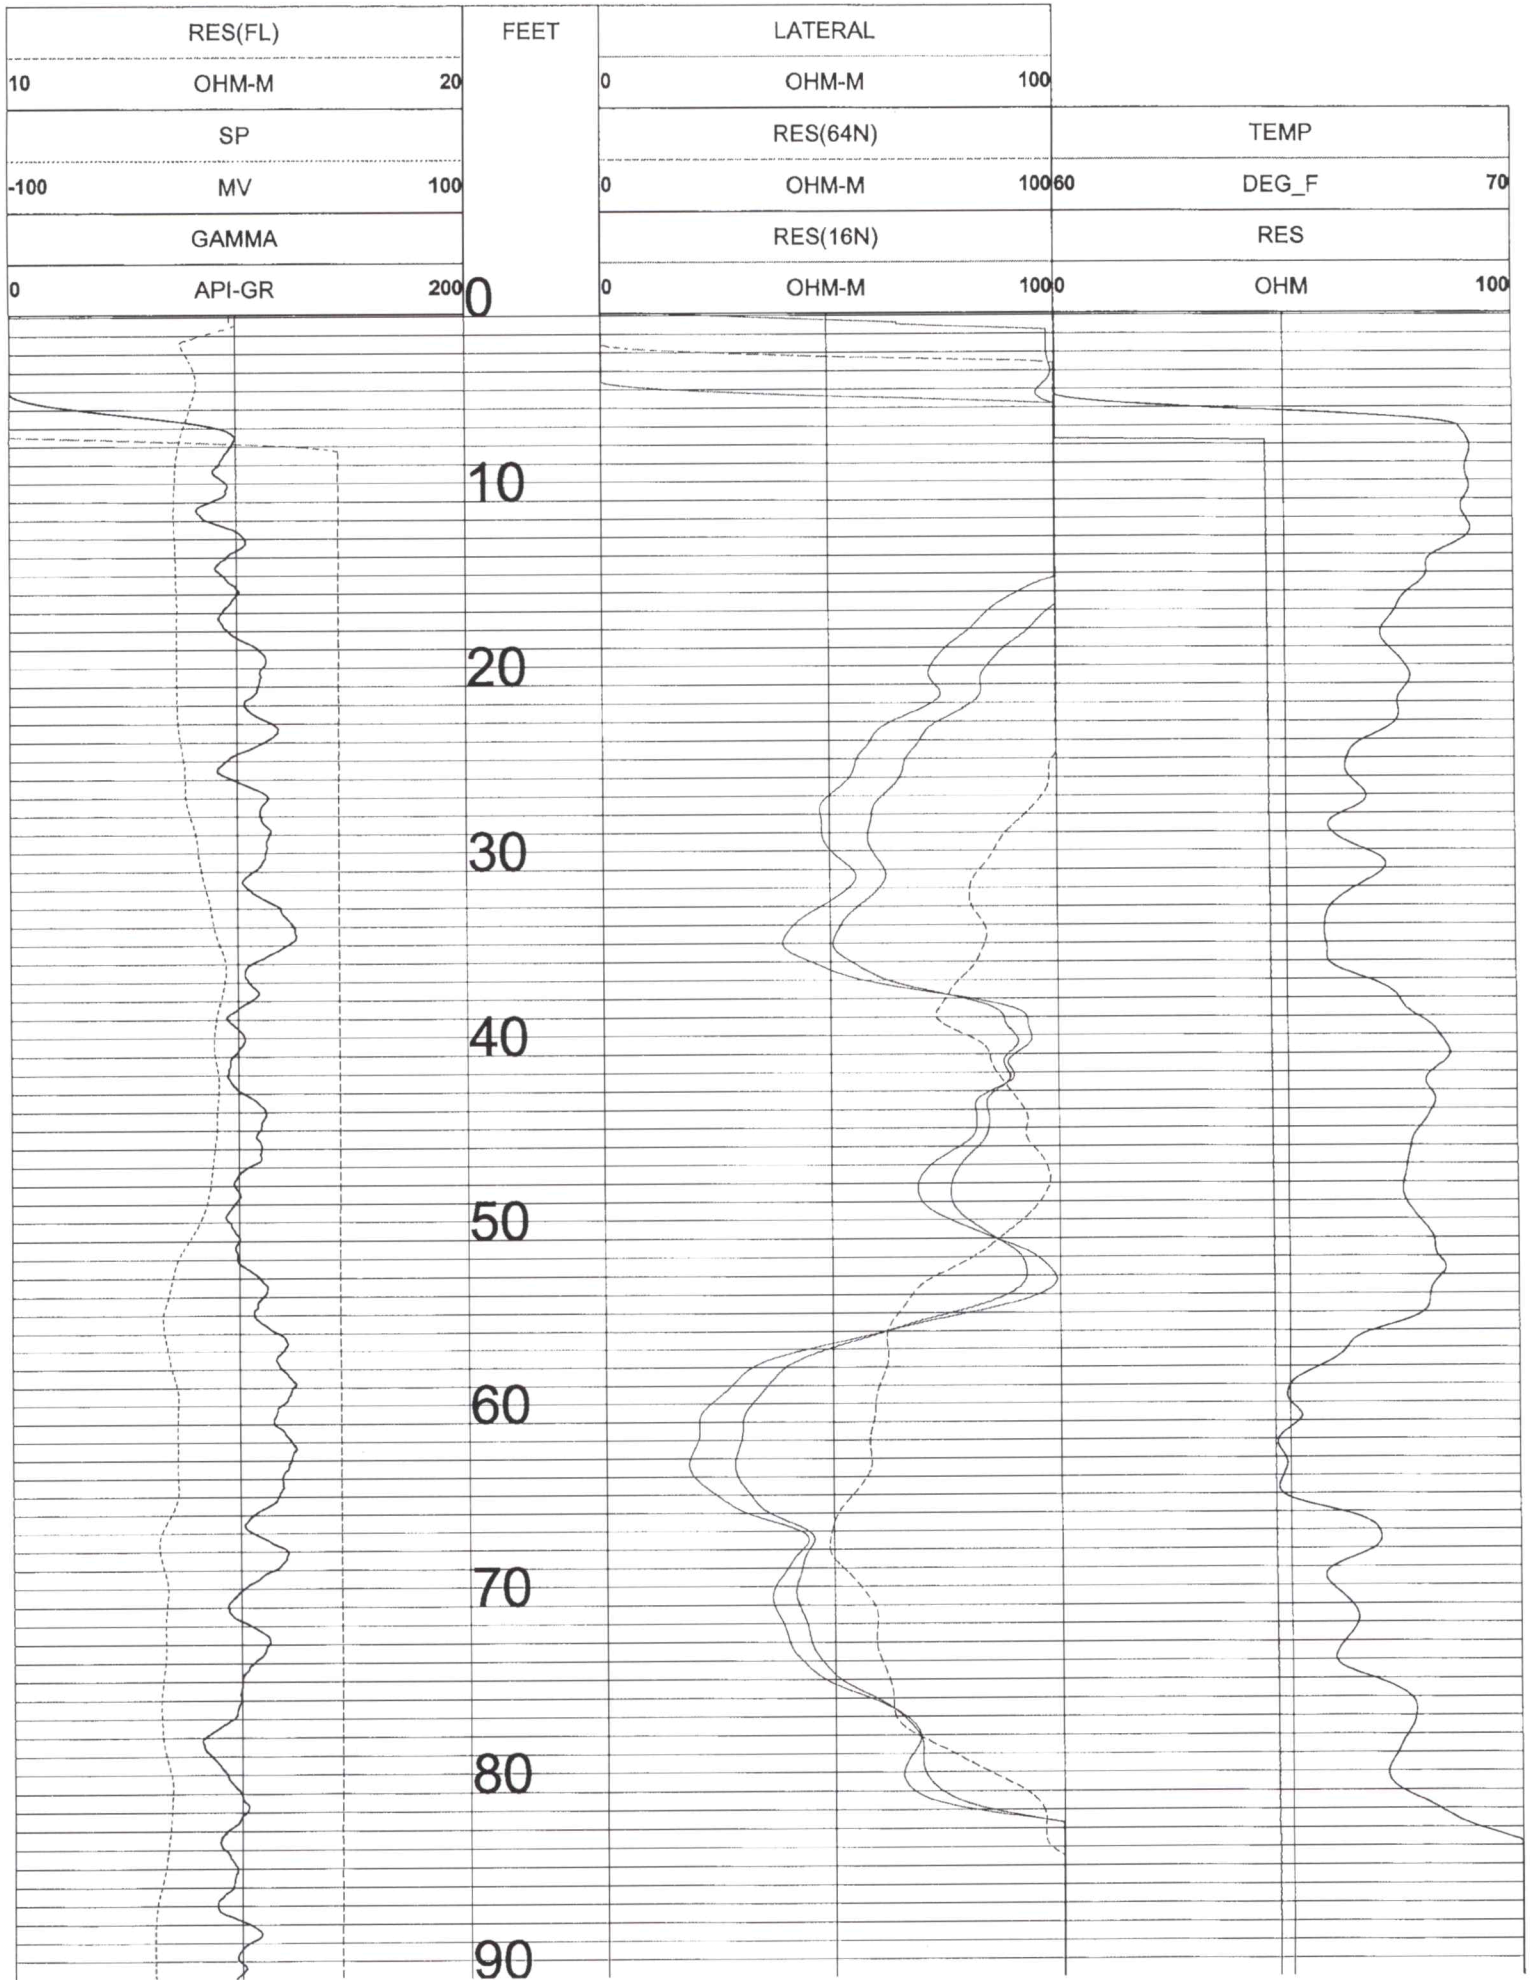 RES(FL) FEET LATERAL
10 OHM-M 20 0 OHM-M 100
SP RES(64N) TEMP
-100 MV 100 0 OHM-M 100 60 DEG_F 70
GAMMA RES(16N) RES
0 API-GR 200 0 OHM-M 100 0 OHM 100
0
10
20
30
40
50
60
70
80
90